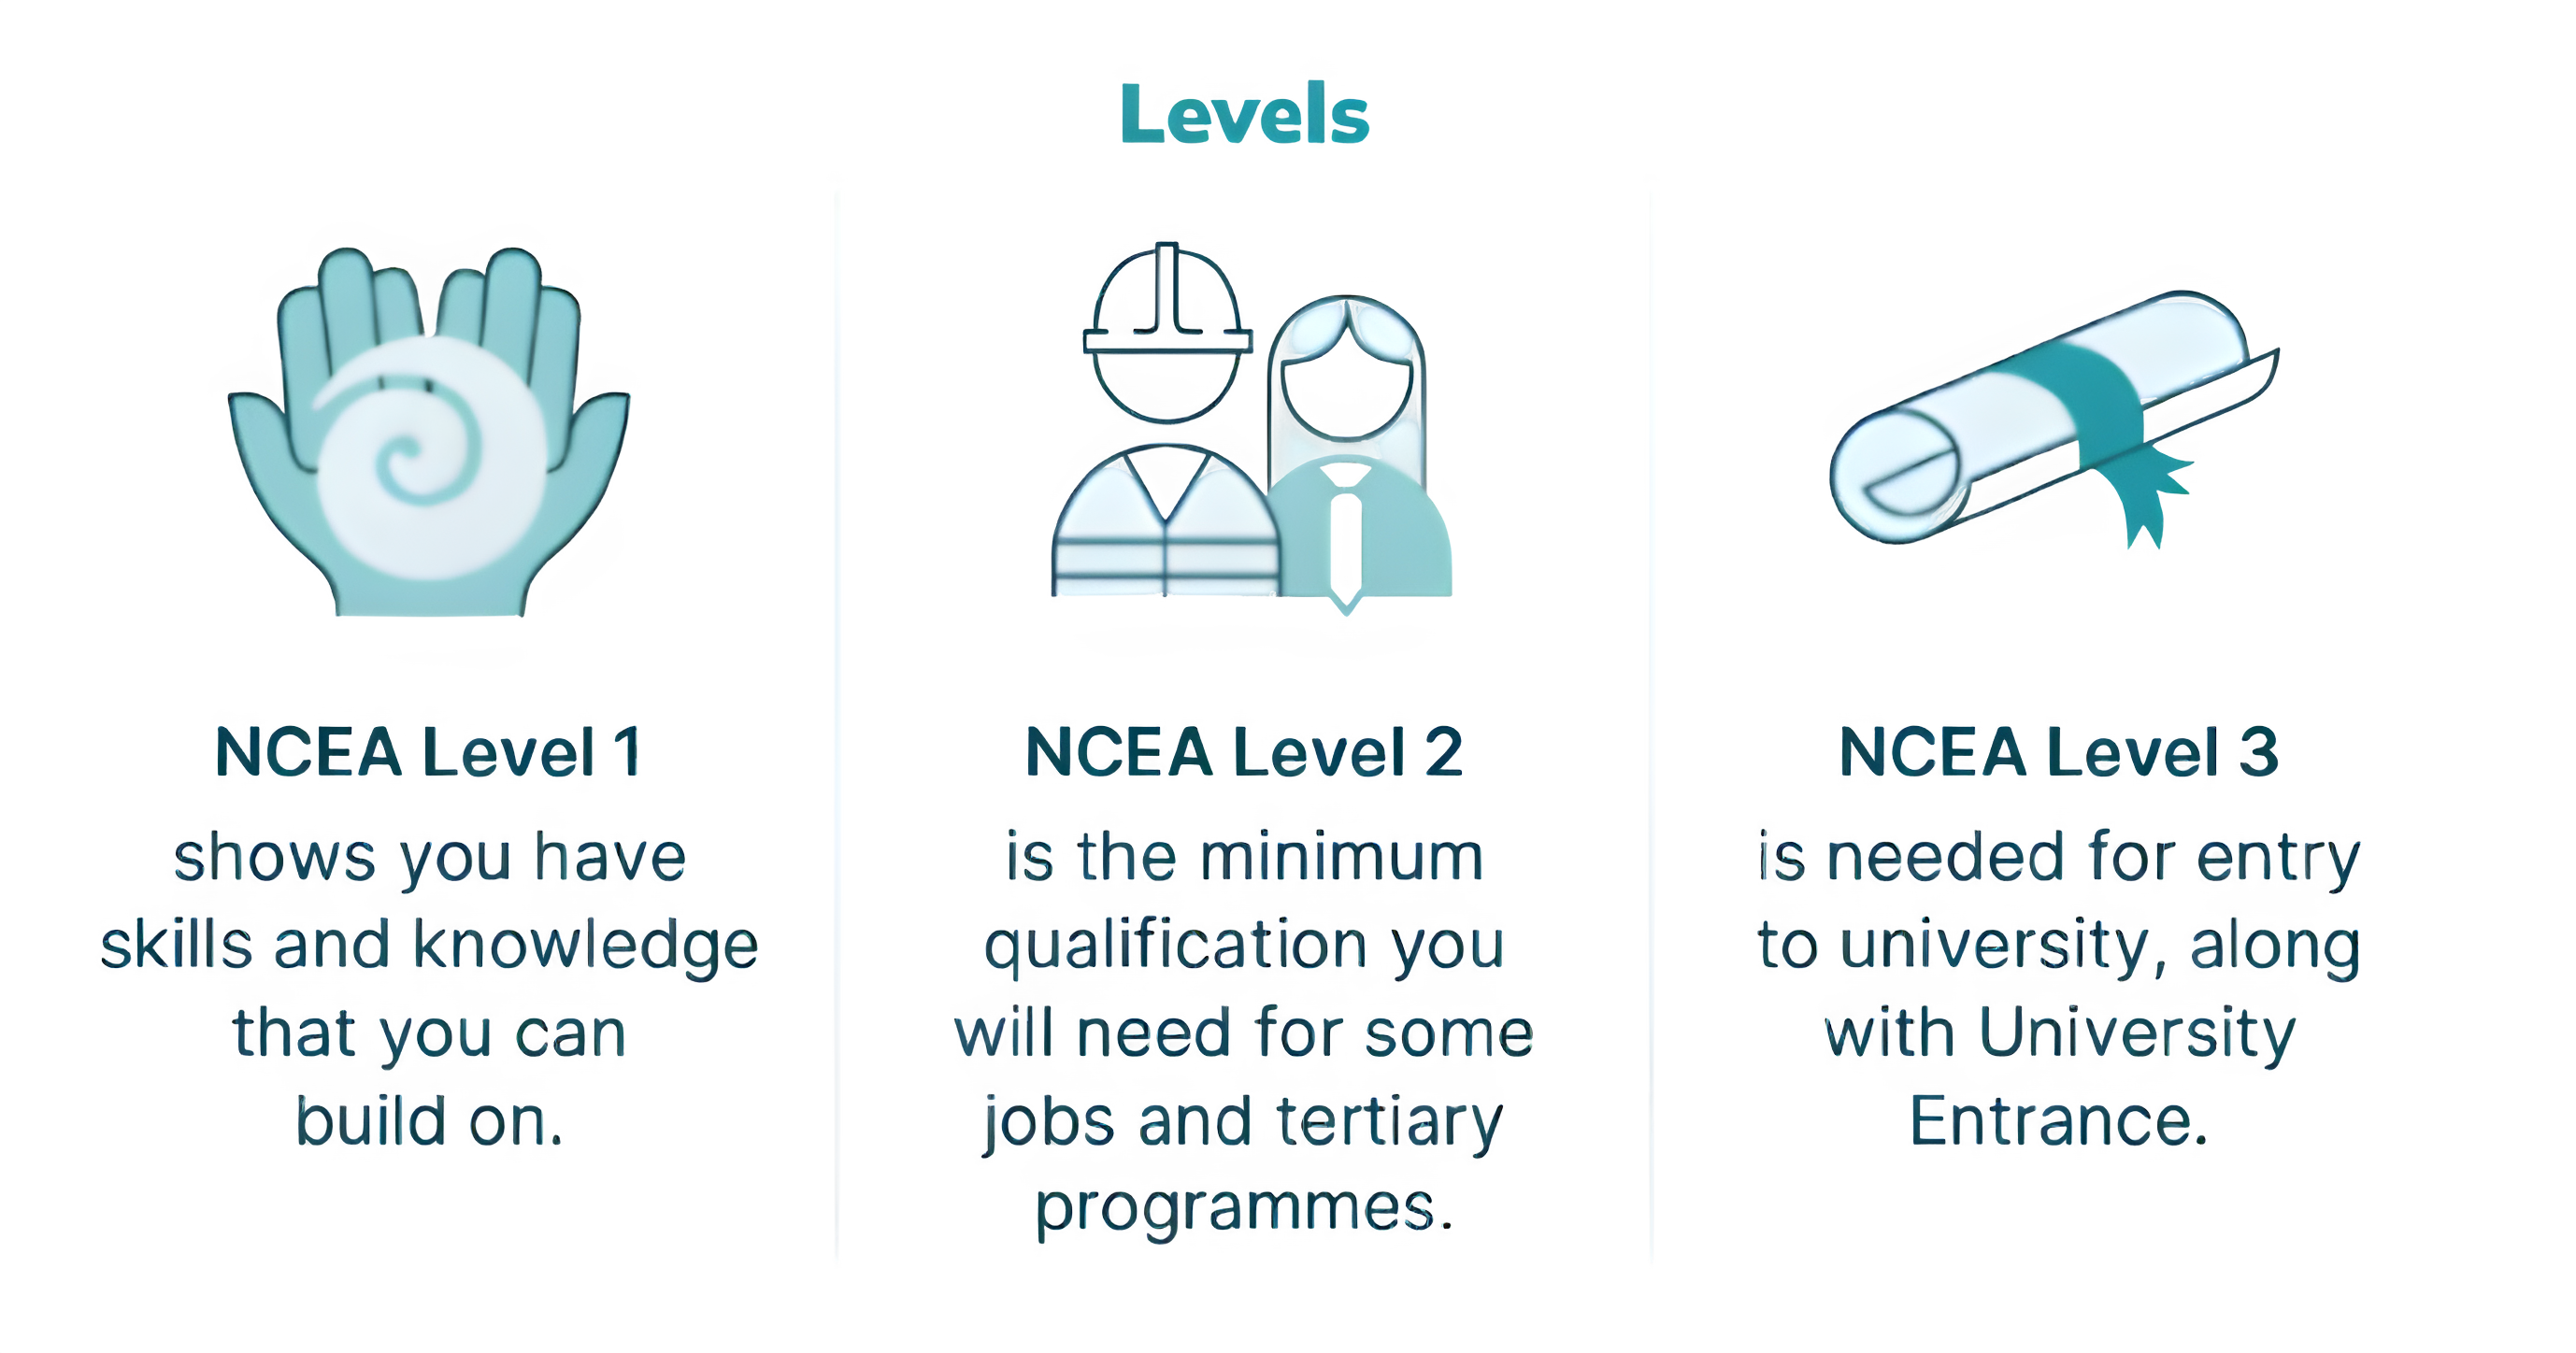 Levels
NCEA Level 1
shows you have
skills and knowledge
that you can
build on.
NCEA Level 2
is the minimum
qualification you
will need for some
jobs and tertiary
programmes.
NCEA Level 3
is needed for entry
to university, along
with University
Entrance.